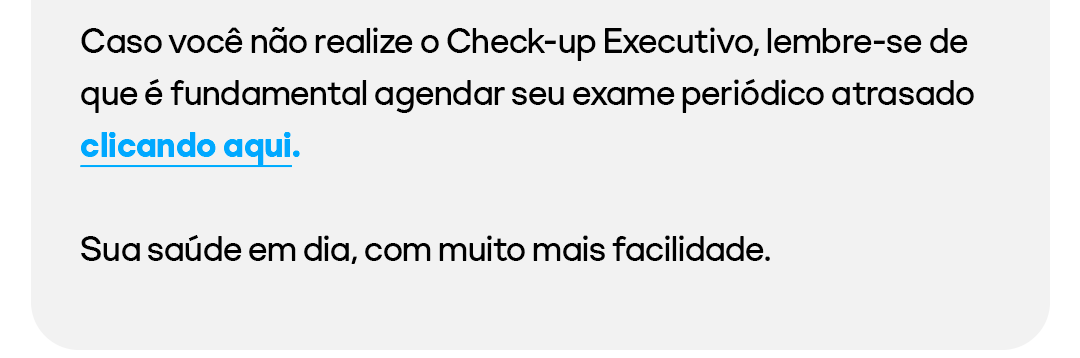 Caso você não realize o Check-up Executivo, lembre-se de
que é fundamental agendar seu exame periódico atrasado
clicando aqui.
Sua saúde em dia, com muito mais facilidade.